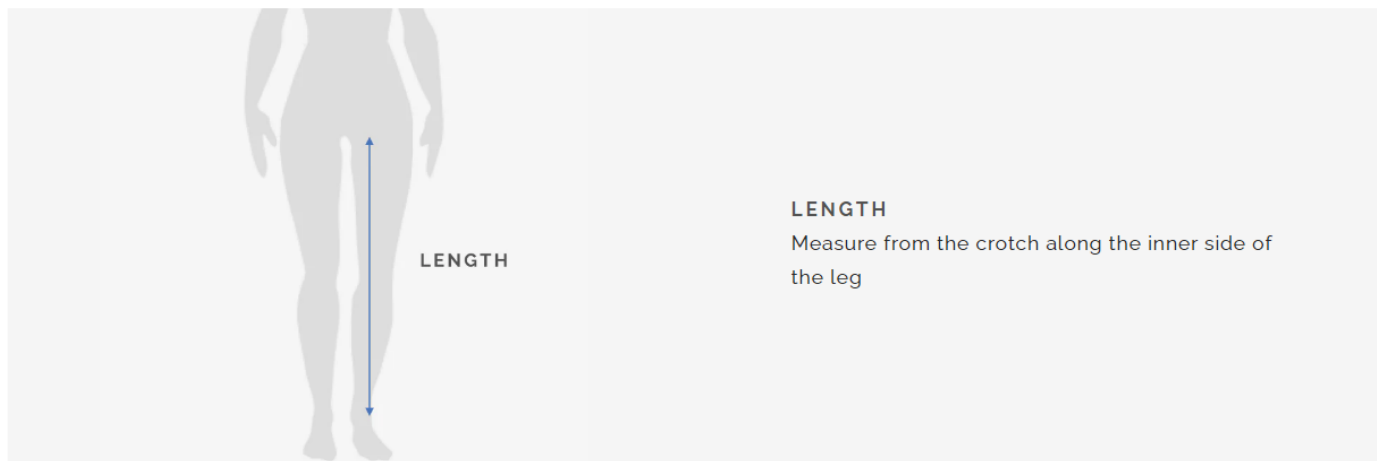 LENGTH
LENGTH
Measure from the crotch along the inner side of
the leg